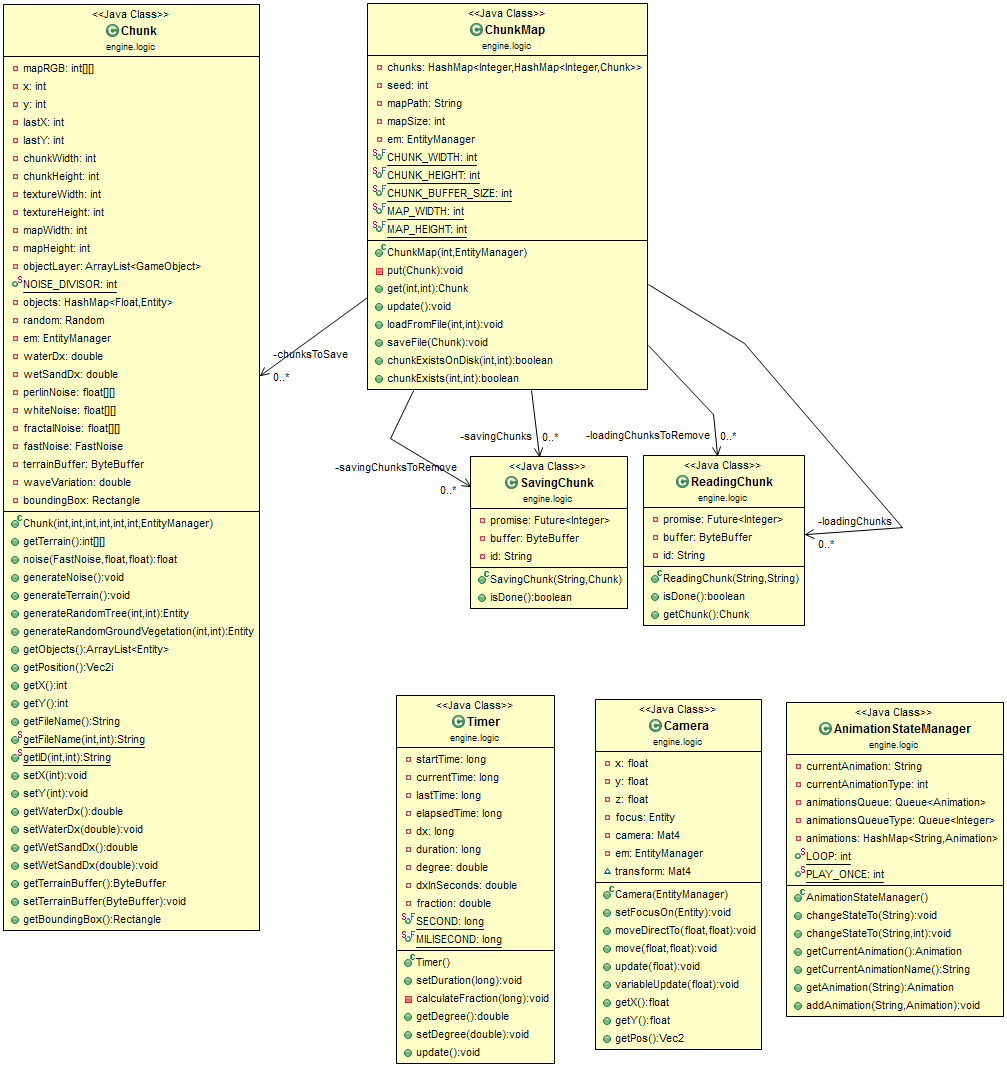 <<Java Class>>
Chunk
engine.logic
mapRGB: int[][]
x: int
y: int
lastX: int
lastY: int
chunkWidth: int
chunkHeight: int
textureWidth: int
textureHeight: int
mapWidth: int
mapHeight: int
objectLayer: ArrayList<GameObject>
NOISE_DIVISOR: int
objects: HashMap<Float,Entity>
random: Random
em: EntityManager
waterDx: double
wetSandDx: double
perlinNoise: float[][]
whiteNoise: float[][]
fractalNoise: float[][]
fastNoise: FastNoise
terrainBuffer: ByteBuffer
waveVariation: double
boundingBox: Rectangle
Chunk(int,int,int,int,int,int,EntityManager)
getTerrain():int[][]
noise(FastNoise,float,float):float
generateNoise():void
generateTerrain():void
generateRandomTree(int,int):Entity
generateRandomGroundVegetation(int,int):Entity
getObjects():ArrayList<Entity>
getPosition():Vec2i
getX():int
getY():int
getFileName():String
getFileName(int,int):String
getID(int,int):String
setX(int):void
setY(int):void
getWaterDx():double
setWaterDx(double):void
getWetSandDx():double
setWetSandDx(double):void
getTerrainBuffer():ByteBuffer
setTerrainBuffer(ByteBuffer):void
getBoundingBox():Rectangle
<<Java Class>>
ChunkMap
engine.logic
chunks: HashMap<Integer,HashMap<Integer,Chunk>>
seed: int
mapPath: String
mapSize: int
em: EntityManager
CHUNK_WIDTH: int
CHUNK_HEIGHT: int
CHUNK_BUFFER_SIZE: int
MAP_WIDTH: int
MAP_HEIGHT: int
ChunkMap(int,EntityManager)
put(Chunk):void
get(int,int):Chunk
update():void
loadFromFile(int,int):void
saveFile(Chunk):void
chunkExistsOnDisk(int,int):boolean
chunkExists(int,int):boolean
-chunksToSave
0..*
-savingChunksToRemove
0..*
-savingChunks
0..*
-loadingChunksToRemove
0..*
-loadingChunks
0..*
<<Java Class>>
SavingChunk
engine.logic
promise: Future<Integer>
buffer: ByteBuffer
id: String
SavingChunk(String,Chunk)
isDone():boolean
<<Java Class>>
ReadingChunk
engine.logic
promise: Future<Integer>
buffer: ByteBuffer
id: String
ReadingChunk(String,String)
isDone():boolean
getChunk():Chunk
<<Java Class>>
Timer
engine.logic
startTime: long
currentTime: long
lastTime: long
elapsedTime: long
dx: long
duration: long
degree: double
dxInSeconds: double
fraction: double
SECOND: long
MILISECOND: long
Timer()
setDuration(long):void
calculateFraction(long):void
getDegree():double
setDegree(double):void
update():void
<<Java Class>>
Camera
engine.logic
x: float
y: float
z: float
focus: Entity
camera: Mat4
em: EntityManager
transform: Mat4
Camera(EntityManager)
setFocusOn(Entity):void
moveDirectTo(float,float):void
move(float,float):void
update(float):void
variableUpdate(float):void
getX():float
getY():float
getPos():Vec2
<<Java Class>>
AnimationStateManager
engine.logic
currentAnimation: String
currentAnimationType: int
animationsQueue: Queue<Animation>
animationsQueueType: Queue<Integer>
animations: HashMap<String,Animation>
LOOP: int
PLAY_ONCE: int
AnimationStateManager()
changeStateTo(String):void
changeStateTo(String,int):void
getCurrentAnimation():Animation
getCurrentAnimationName():String
getAnimation(String):Animation
addAnimation(String,Animation):void